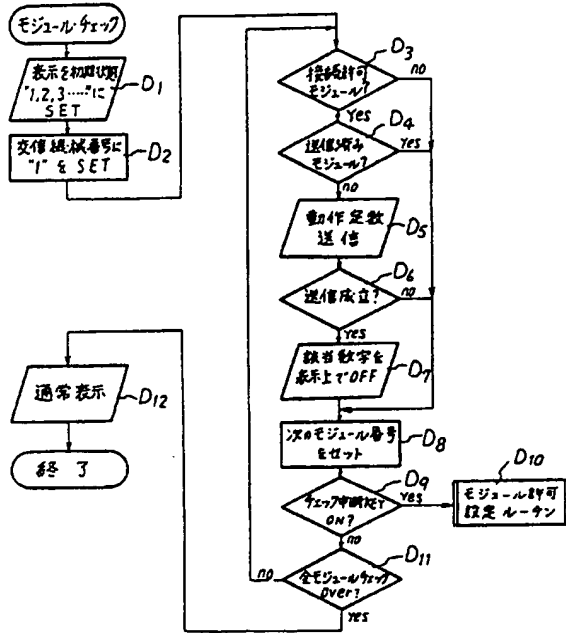 モジュール・チェック
表示を初期状態
"1,2,3……"に
SET
D1
交信機械番号に
"1"をSET
D2
接続許可
モジュール?
D3
no
Yes
送信済み
モジュール?
D4
Yes
no
動作定数
送信
D5
送信成立?
D6
no
Yes
該当数字を
表示上でOFF
D7
次のモジュール番号
をセット
D8
チェック中断KEY
ON?
D9
Yes
no
モジュール許可
設定ルーチン
D10
全モジュールチェック
Over?
D11
no
Yes
通常表示
D12
終了